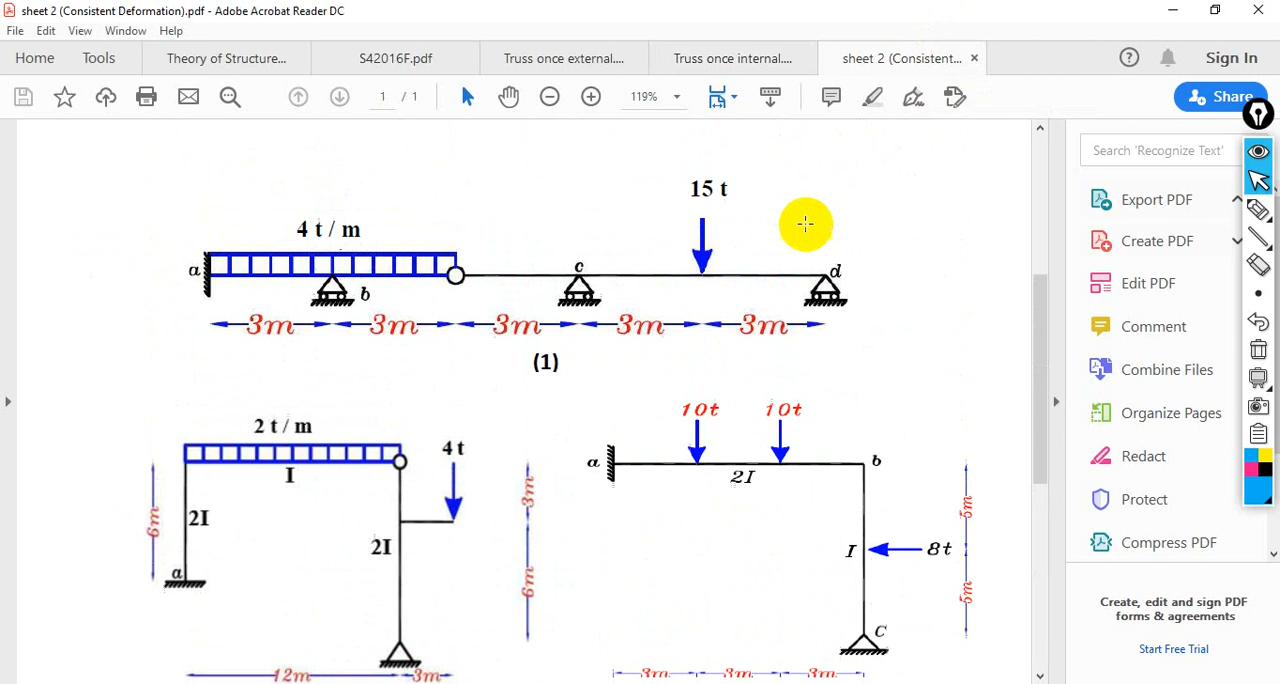 sheet 2 (Consistent Deformation).pdf - Adobe Acrobat Reader DC
File Edit View Window Help
Home Tools Theory of Structure... S42016F.pdf Truss once external.... Truss once internal.... sheet 2 (Consistent... × Sign In
1 / 1 119% Share
Search 'Recognize Text'
Export PDF
Create PDF
Edit PDF
Comment
Combine Files
Organize Pages
Redact
Protect
Compress PDF
Create, edit and sign PDF
forms & agreements
Start Free Trial
15 t
4 t / m
a b c d
3m 3m 3m 3m 3m
(1)
2 t / m
I
4 t
6m
2I
2I
a
3m
6m
12m 3m
10t 10t
a b
2I
I
8t
5m
5m
C
3m 3m 3m